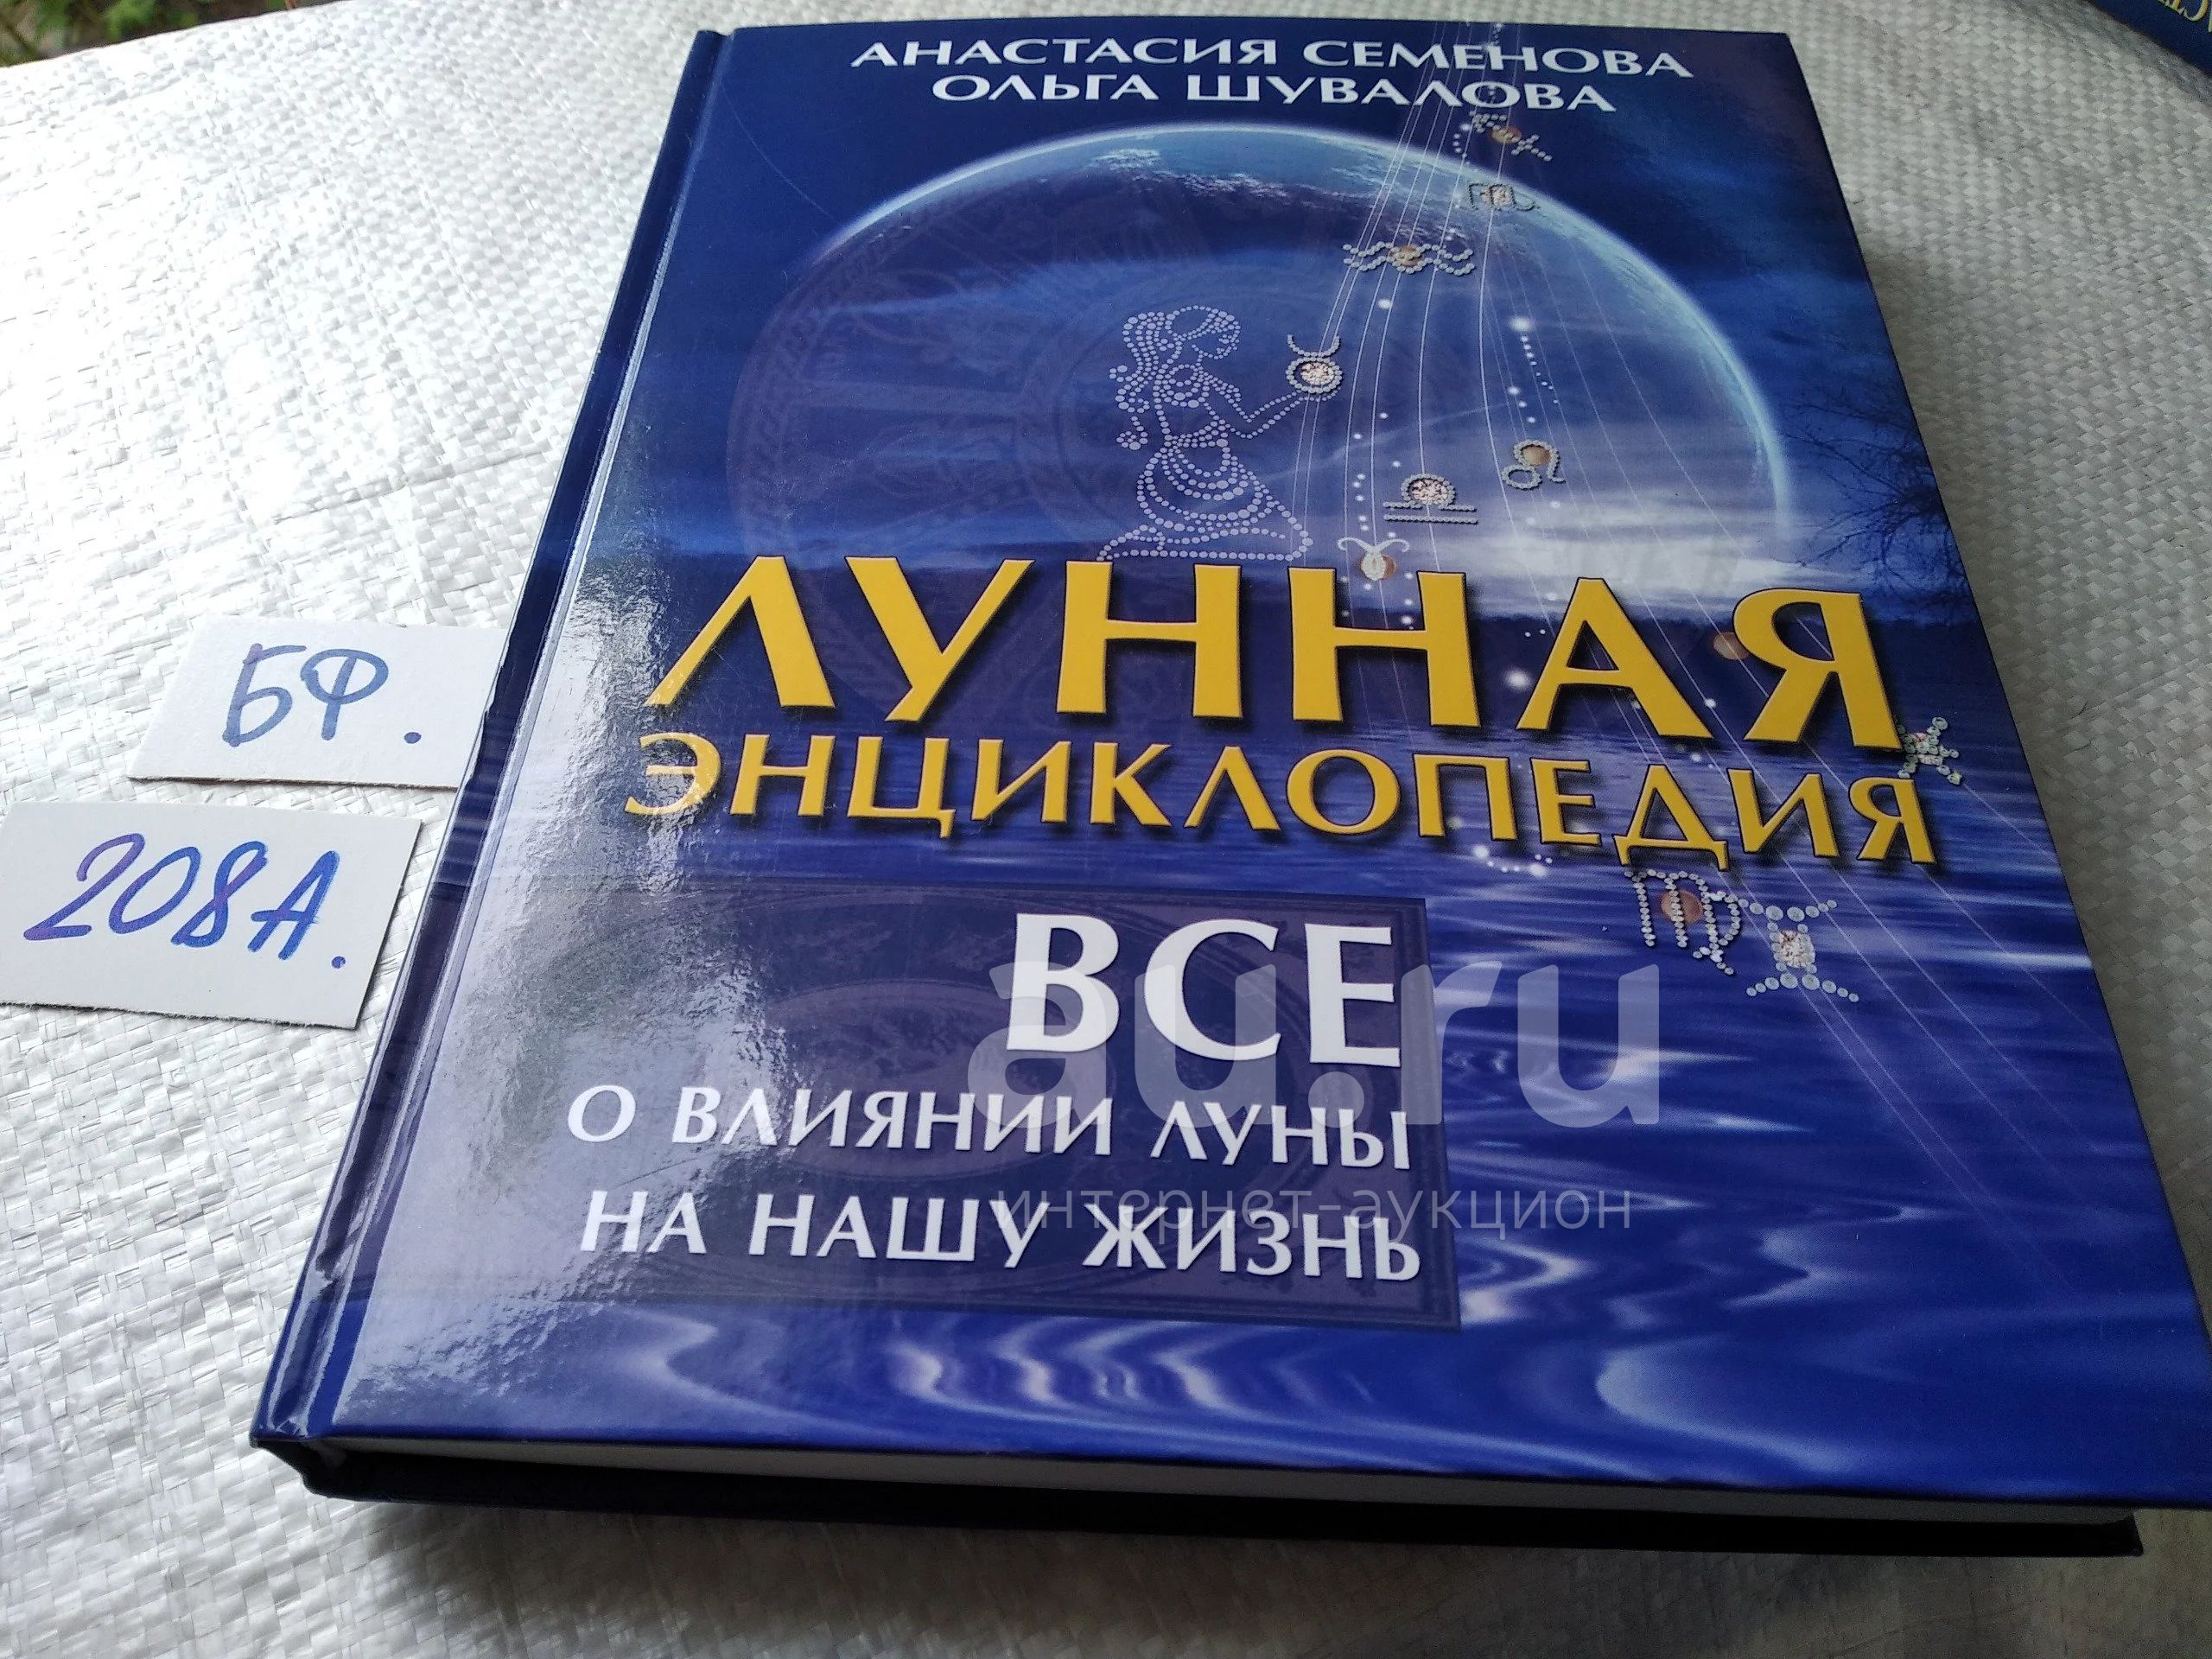 АНАСТАСИЯ СЕМЕНОВА
ОЛЬГА ШУВАЛОВА
ЛУННАЯ
ЭНЦИКЛОПЕДИЯ
ВСЕ
О ВЛИЯНИИ ЛУНЫ
НА НАШУ ЖИЗНЬ
БФ.
208А.
au.ru
интернет-аукцион